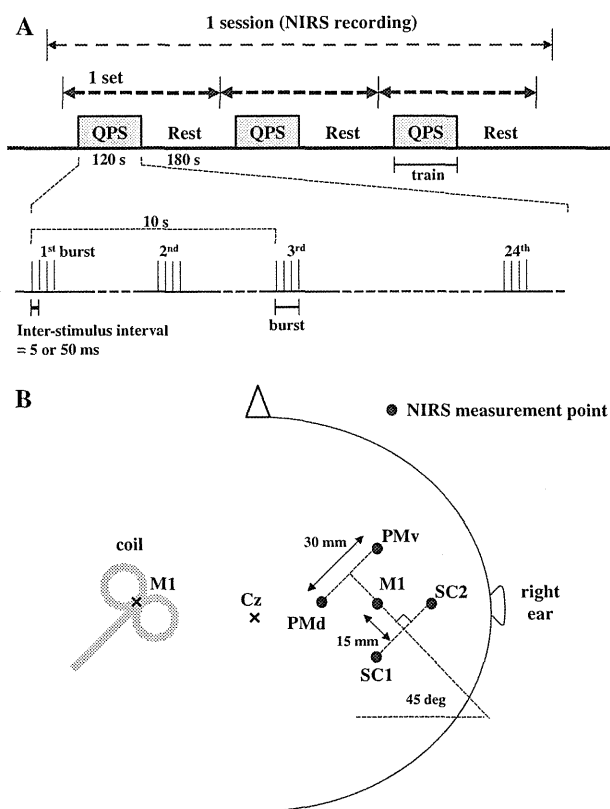 A
1 session (NIRS recording)
1 set
QPS Rest QPS Rest QPS Rest
120 s 180 s train
10 s
1st burst 2nd 3rd 24th
burst
Inter-stimulus interval
= 5 or 50 ms
B
NIRS measurement point
30 mm
PMv
coil
M1
M1
SC2
Cz
right
ear
PMd
15 mm
SC1
45 deg